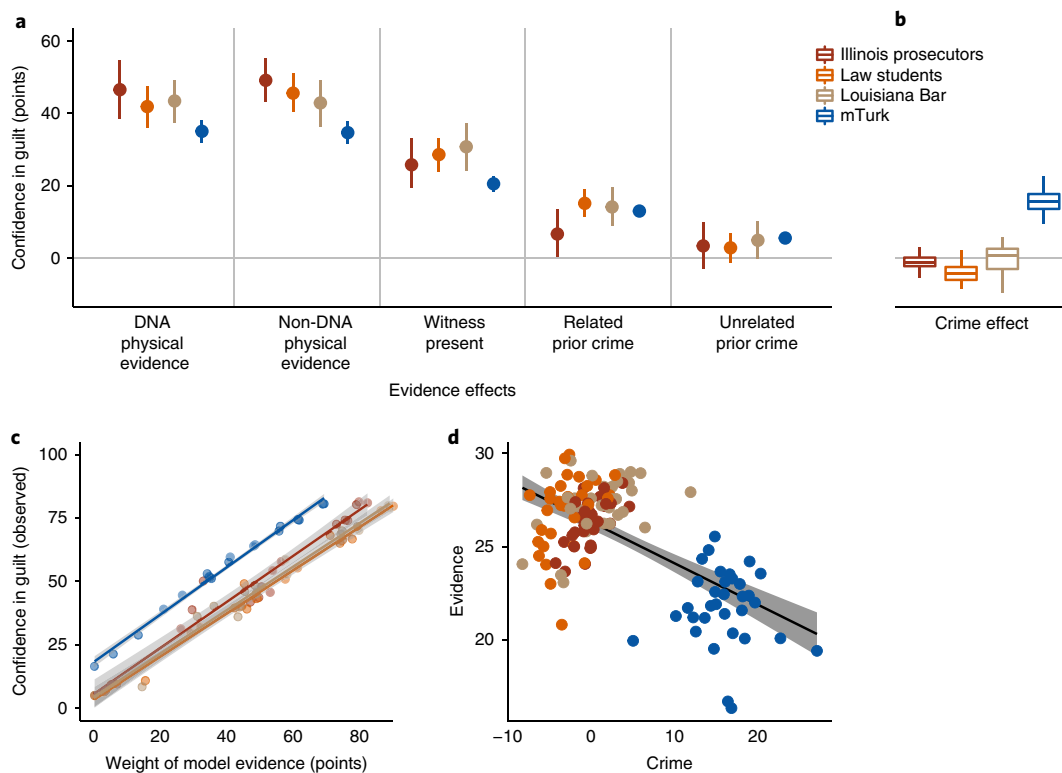 a
b
Confidence in guilt (points)
60
40
20
0
Illinois prosecutors
Law students
Louisiana Bar
mTurk
DNA
physical
evidence
Non-DNA
physical
evidence
Witness
present
Related
prior crime
Unrelated
prior crime
Crime effect
Evidence effects
c
d
Confidence in guilt (observed)
100
75
50
25
0
0
20
40
60
80
Weight of model evidence (points)
Evidence
30
25
20
–10
0
10
20
Crime